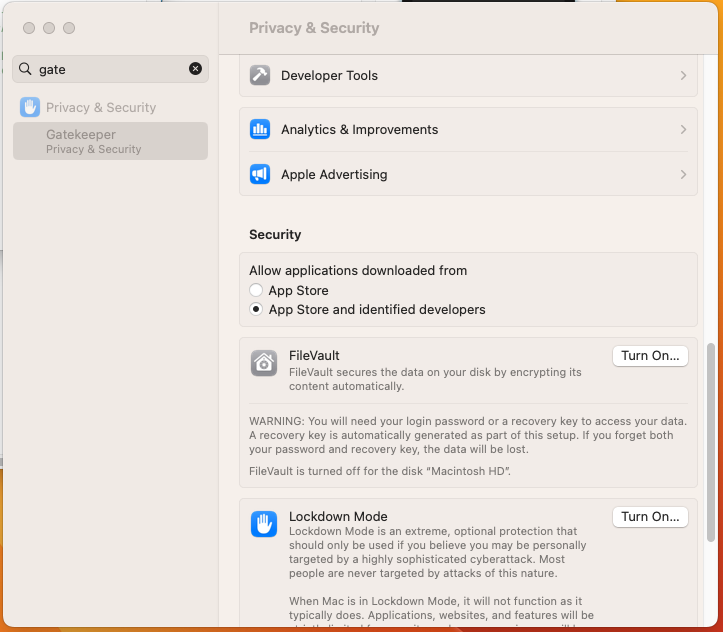 Privacy & Security
gate
Privacy & Security
Gatekeeper
Privacy & Security
Developer Tools
Analytics & Improvements
Apple Advertising
Security
Allow applications downloaded from
App Store
App Store and identified developers
FileVault
Turn On...
FileVault secures the data on your disk by encrypting its
content automatically.
WARNING: You will need your login password or a recovery key to access your data.
A recovery key is automatically generated as part of this setup. If you forget both
your password and recovery key, the data will be lost.
FileVault is turned off for the disk “Macintosh HD”.
Lockdown Mode
Turn On...
Lockdown Mode is an extreme, optional protection that
should only be used if you believe you may be personally
targeted by a highly sophisticated cyberattack. Most
people are never targeted by attacks of this nature.
When Mac is in Lockdown Mode, it will not function as it
typically does. Applications, websites, and features will be